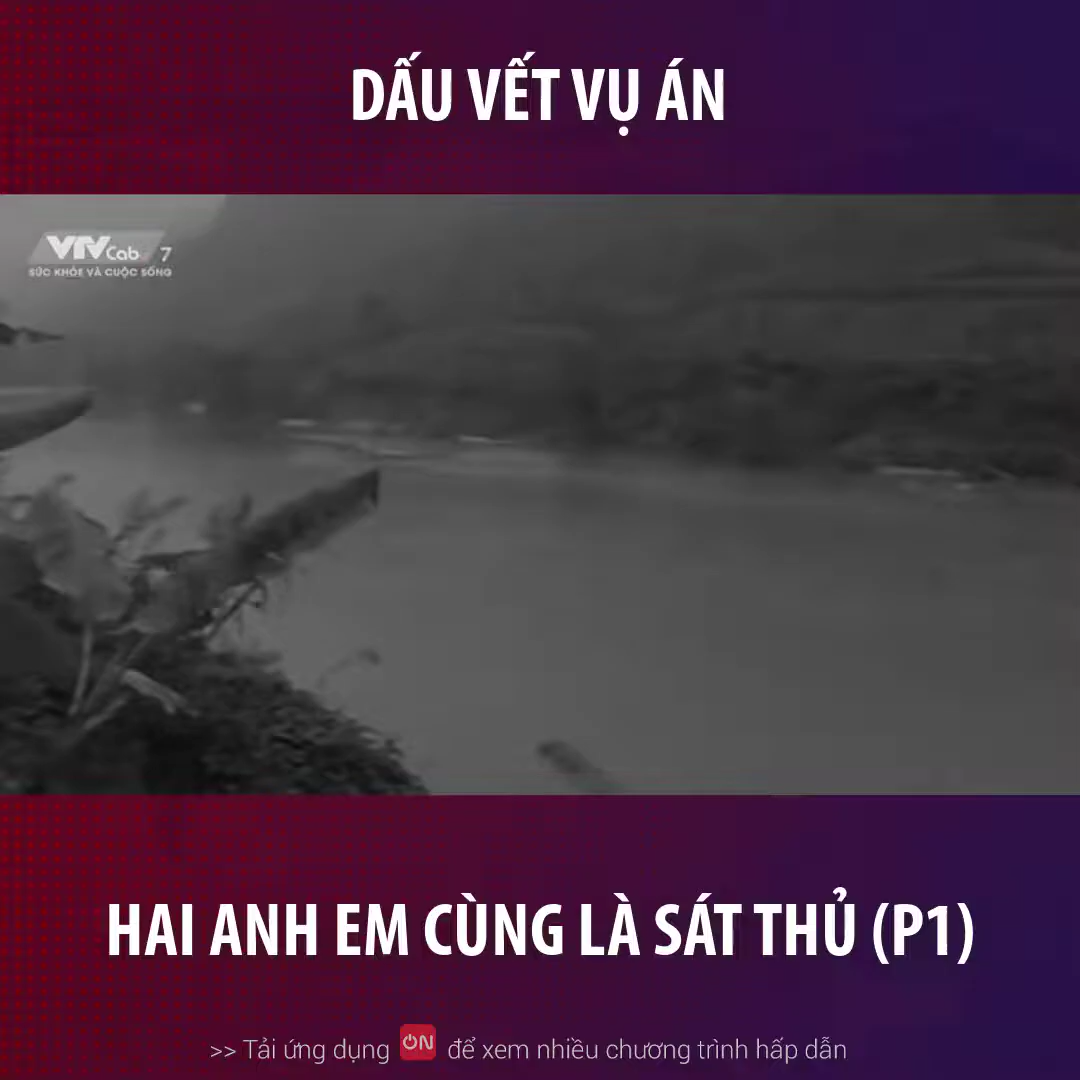 DẤU VẾT VỤ ÁN
VTVCab 7
SỨC KHỎE VÀ CUỘC SỐNG
HAI ANH EM CÙNG LÀ SÁT THỦ (P1)
>> Tải ứng dụng ON để xem nhiều chương trình hấp dẫn